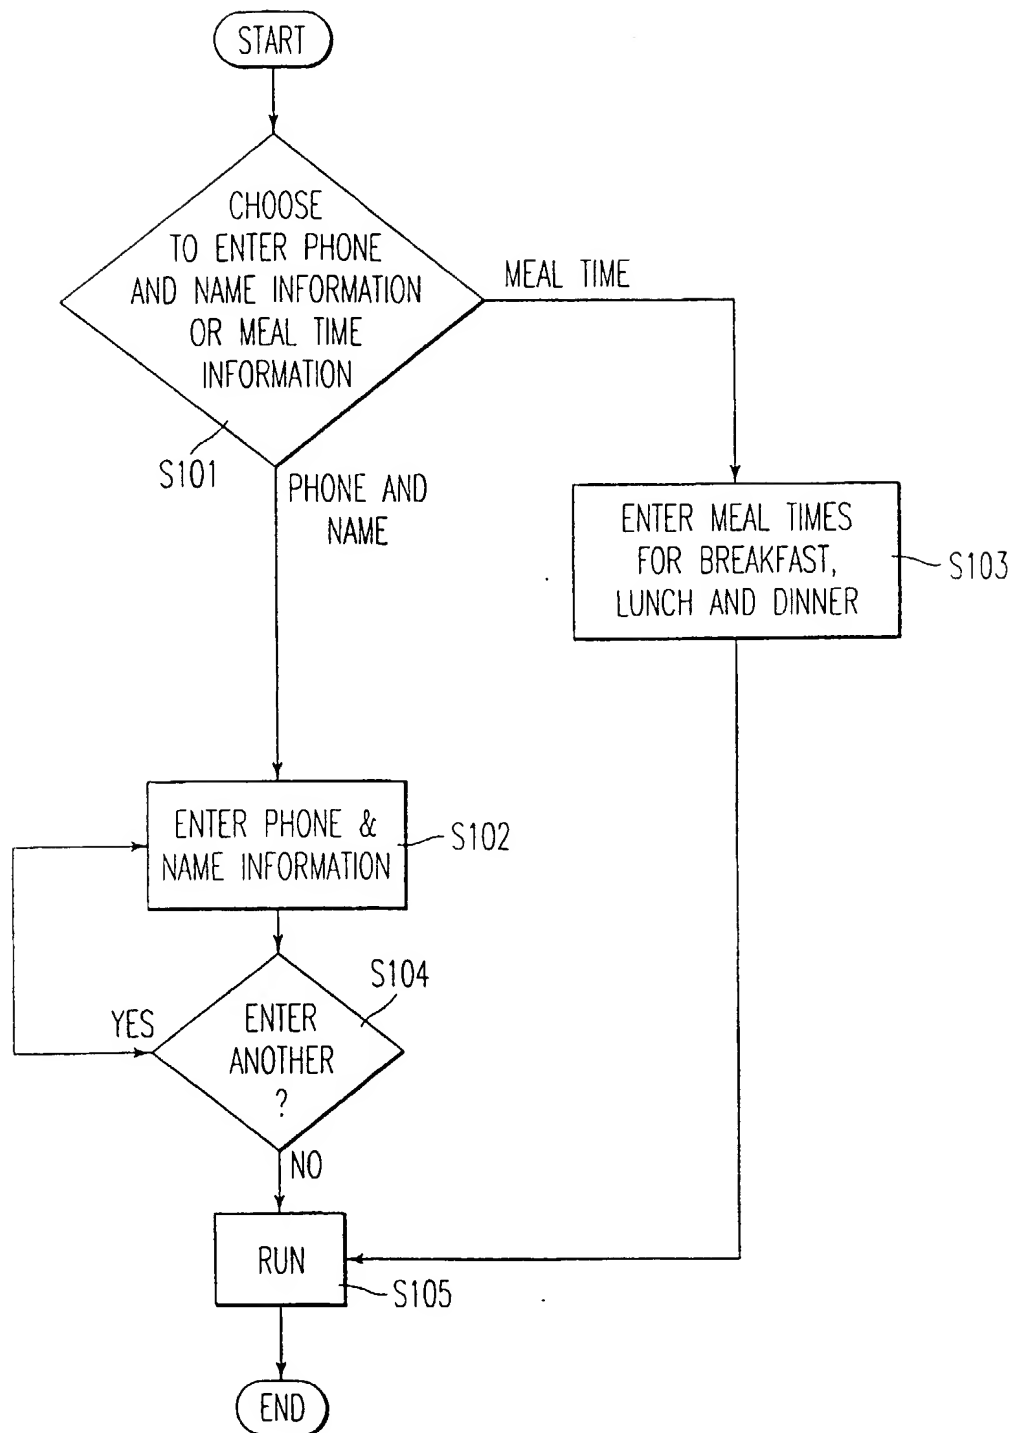 START
CHOOSE
TO ENTER PHONE
AND NAME INFORMATION
OR MEAL TIME
INFORMATION
S101
MEAL TIME
PHONE AND
NAME
ENTER MEAL TIMES
FOR BREAKFAST,
LUNCH AND DINNER
S103
ENTER PHONE &
NAME INFORMATION
S102
S104
YES
ENTER
ANOTHER
?
NO
RUN
S105
END